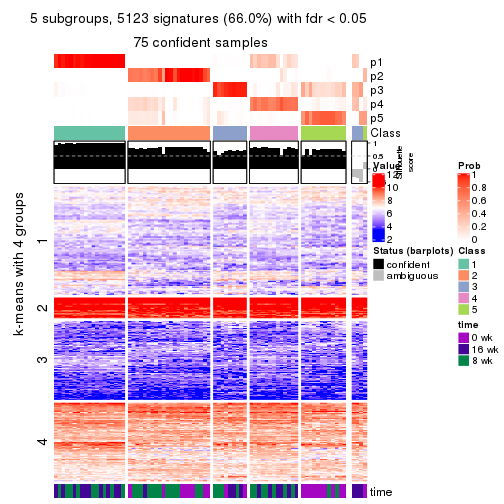 5 subgroups, 5123 signatures (66.0%) with fdr < 0.05
75 confident samples
p1
p2
p3
p4
p5
Class
1
0.5
0
Silhouette
score
k-means with 4 groups
1
2
3
4
time
Value
12
10
8
6
4
2
Status (barplots)
confident
ambiguous
Prob
1
0.8
0.6
0.4
0.2
0
Class
1
2
3
4
5
time
0 wk
16 wk
8 wk